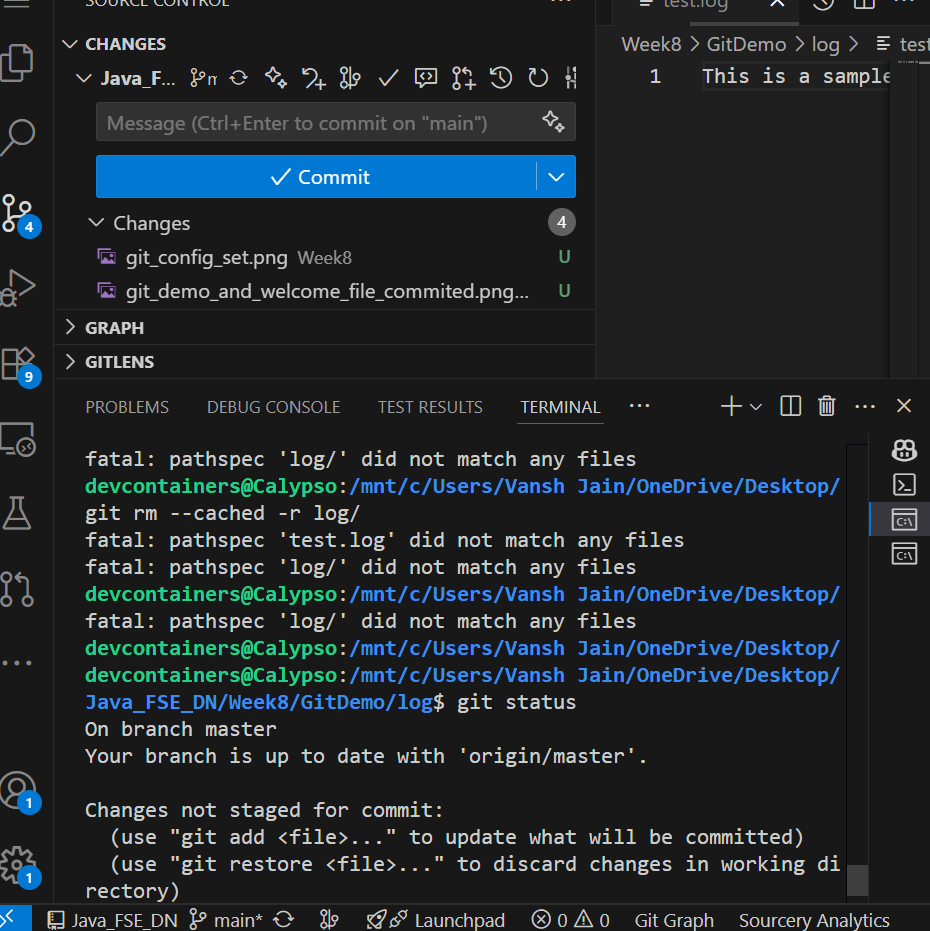 SOURCE CONTROL
CHANGES
Java_F...
Message (Ctrl+Enter to commit on "main")
Commit
Changes 4
git_config_set.png Week8 U
git_demo_and_welcome_file_commited.png... U
GRAPH
GITLENS
4
9
1
1
test.log
Week8 > GitDemo > log > test
1 This is a sample
PROBLEMS DEBUG CONSOLE TEST RESULTS TERMINAL
fatal: pathspec 'log/' did not match any files
devcontainers@Calypso:/mnt/c/Users/Vansh Jain/OneDrive/Desktop/
git rm --cached -r log/
fatal: pathspec 'test.log' did not match any files
fatal: pathspec 'log/' did not match any files
devcontainers@Calypso:/mnt/c/Users/Vansh Jain/OneDrive/Desktop/
fatal: pathspec 'log/' did not match any files
devcontainers@Calypso:/mnt/c/Users/Vansh Jain/OneDrive/Desktop/
devcontainers@Calypso:/mnt/c/Users/Vansh Jain/OneDrive/Desktop/
Java_FSE_DN/Week8/GitDemo/log$ git status
On branch master
Your branch is up to date with 'origin/master'.
Changes not staged for commit:
(use "git add <file>..." to update what will be committed)
(use "git restore <file>..." to discard changes in working di
rectory)
Java_FSE_DN main* Launchpad 0 0 Git Graph Sourcery Analytics